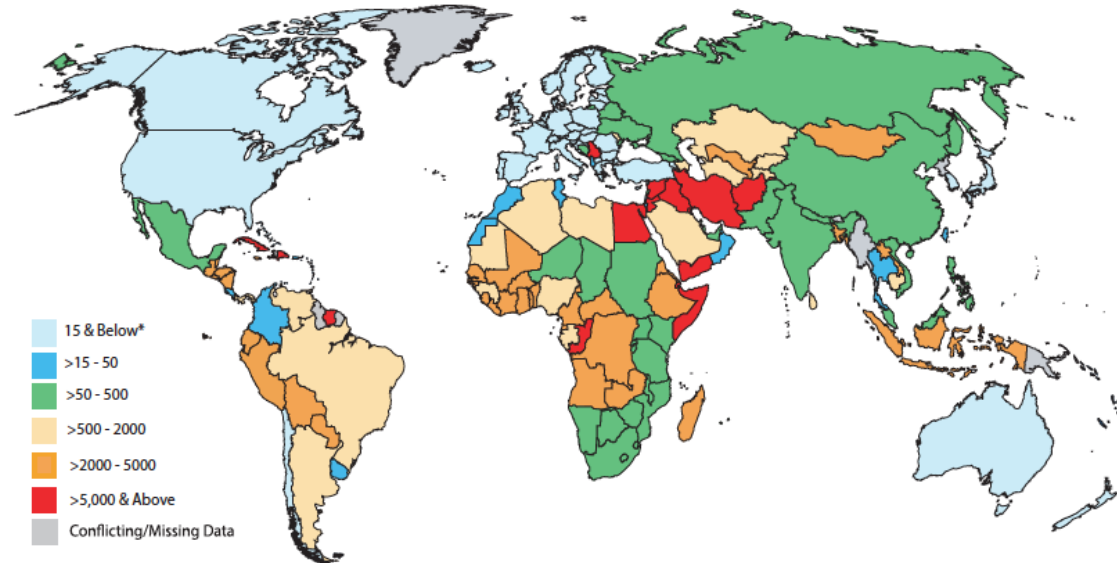 15 & Below*
>15 - 50
>50 - 500
>500 - 2000
>2000 - 5000
>5,000 & Above
Conflicting/Missing Data